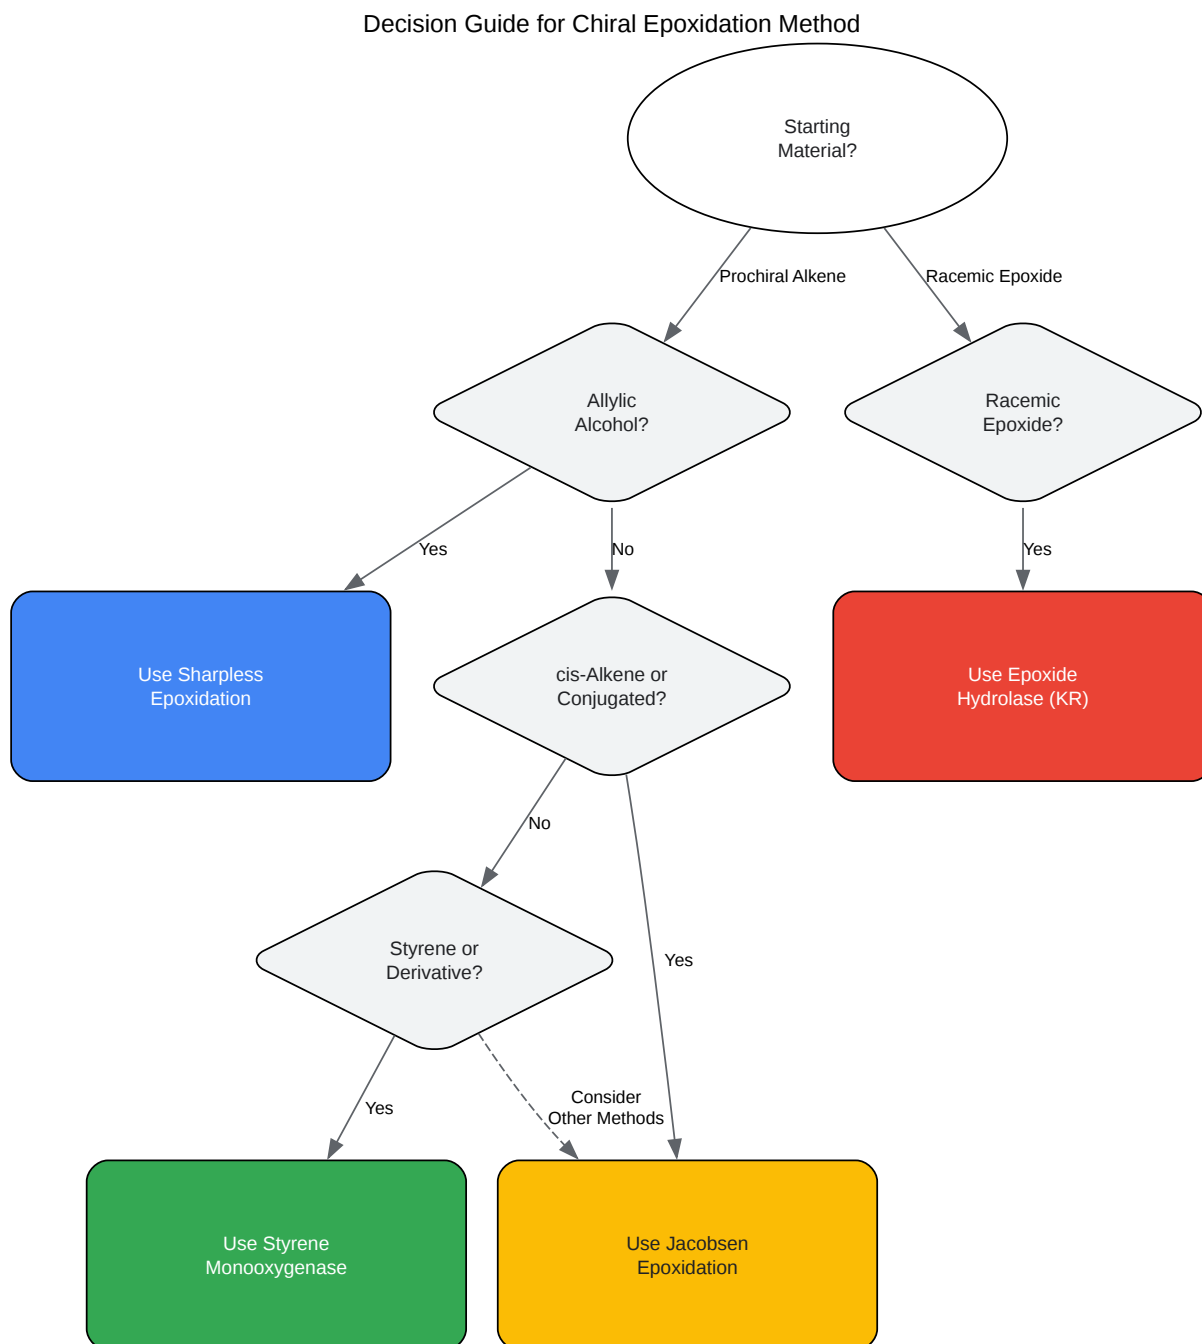 Decision Guide for Chiral Epoxidation Method
Starting
Material?
Prochiral Alkene
Racemic Epoxide
Allylic
Alcohol?
Racemic
Epoxide?
Yes
No
Yes
Use Sharpless
Epoxidation
cis-Alkene or
Conjugated?
Use Epoxide
Hydrolase (KR)
No
Styrene or
Derivative?
Yes
Yes
Consider
Other Methods
Use Styrene
Monooxygenase
Use Jacobsen
Epoxidation